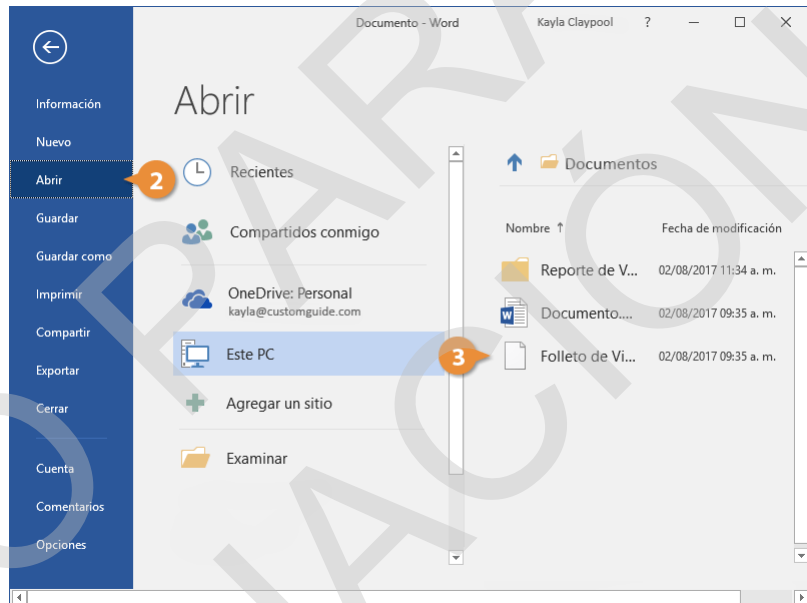 Documento - Word
Kayla Claypool
?
Información
Nuevo
Abrir
Guardar
Guardar como
Imprimir
Compartir
Exportar
Cerrar
Cuenta
Comentarios
Opciones
2
Abrir
Recientes
Compartidos conmigo
OneDrive: Personal
kayla@customguide.com
Este PC
Agregar un sitio
Examinar
3
Documentos
Nombre ↑ Fecha de modificación
Reporte de V... 02/08/2017 11:34 a. m.
Documento.... 02/08/2017 09:35 a. m.
Folleto de Vi... 02/08/2017 09:35 a. m.